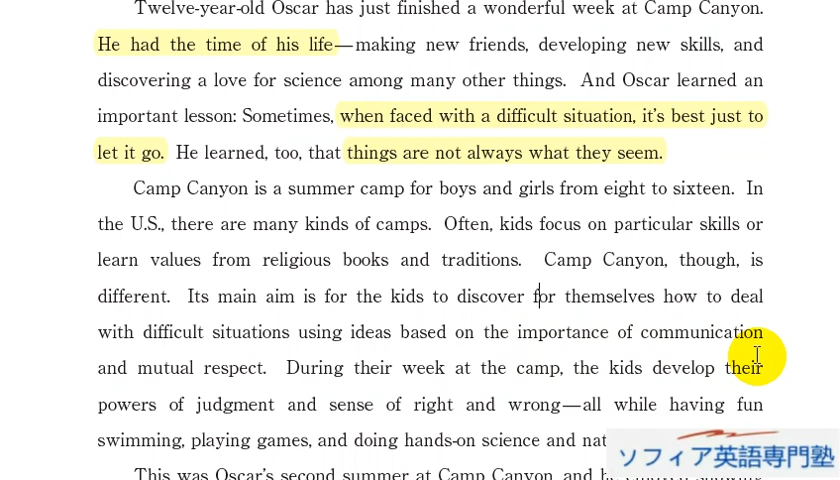 Twelve-year-old Oscar has just finished a wonderful week at Camp Canyon.
He had the time of his life—making new friends, developing new skills, and
discovering a love for science among many other things. And Oscar learned an
important lesson: Sometimes, when faced with a difficult situation, it's best just to
let it go. He learned, too, that things are not always what they seem.
Camp Canyon is a summer camp for boys and girls from eight to sixteen. In
the U.S., there are many kinds of camps. Often, kids focus on particular skills or
learn values from religious books and traditions. Camp Canyon, though, is
different. Its main aim is for the kids to discover for themselves how to deal
with difficult situations using ideas based on the importance of communication
and mutual respect. During their week at the camp, the kids develop their
powers of judgment and sense of right and wrong—all while having fun
swimming, playing games, and doing hands-on science and
This was Oscar's second summer at Camp Canyon, and
ソフィア英語専門塾